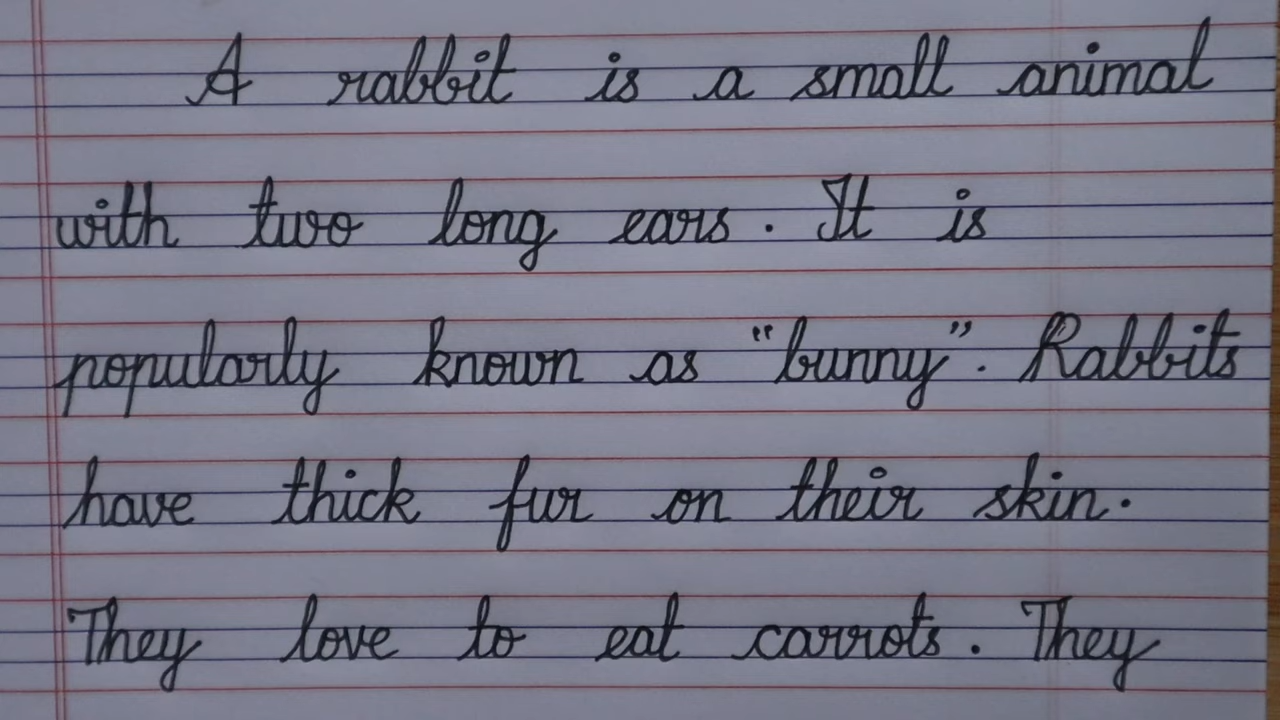 A rabbit is a small animal
with two long ears. It is
popularly known as “bunny”. Rabbits
have thick fur on their skin.
They love to eat carrots. They